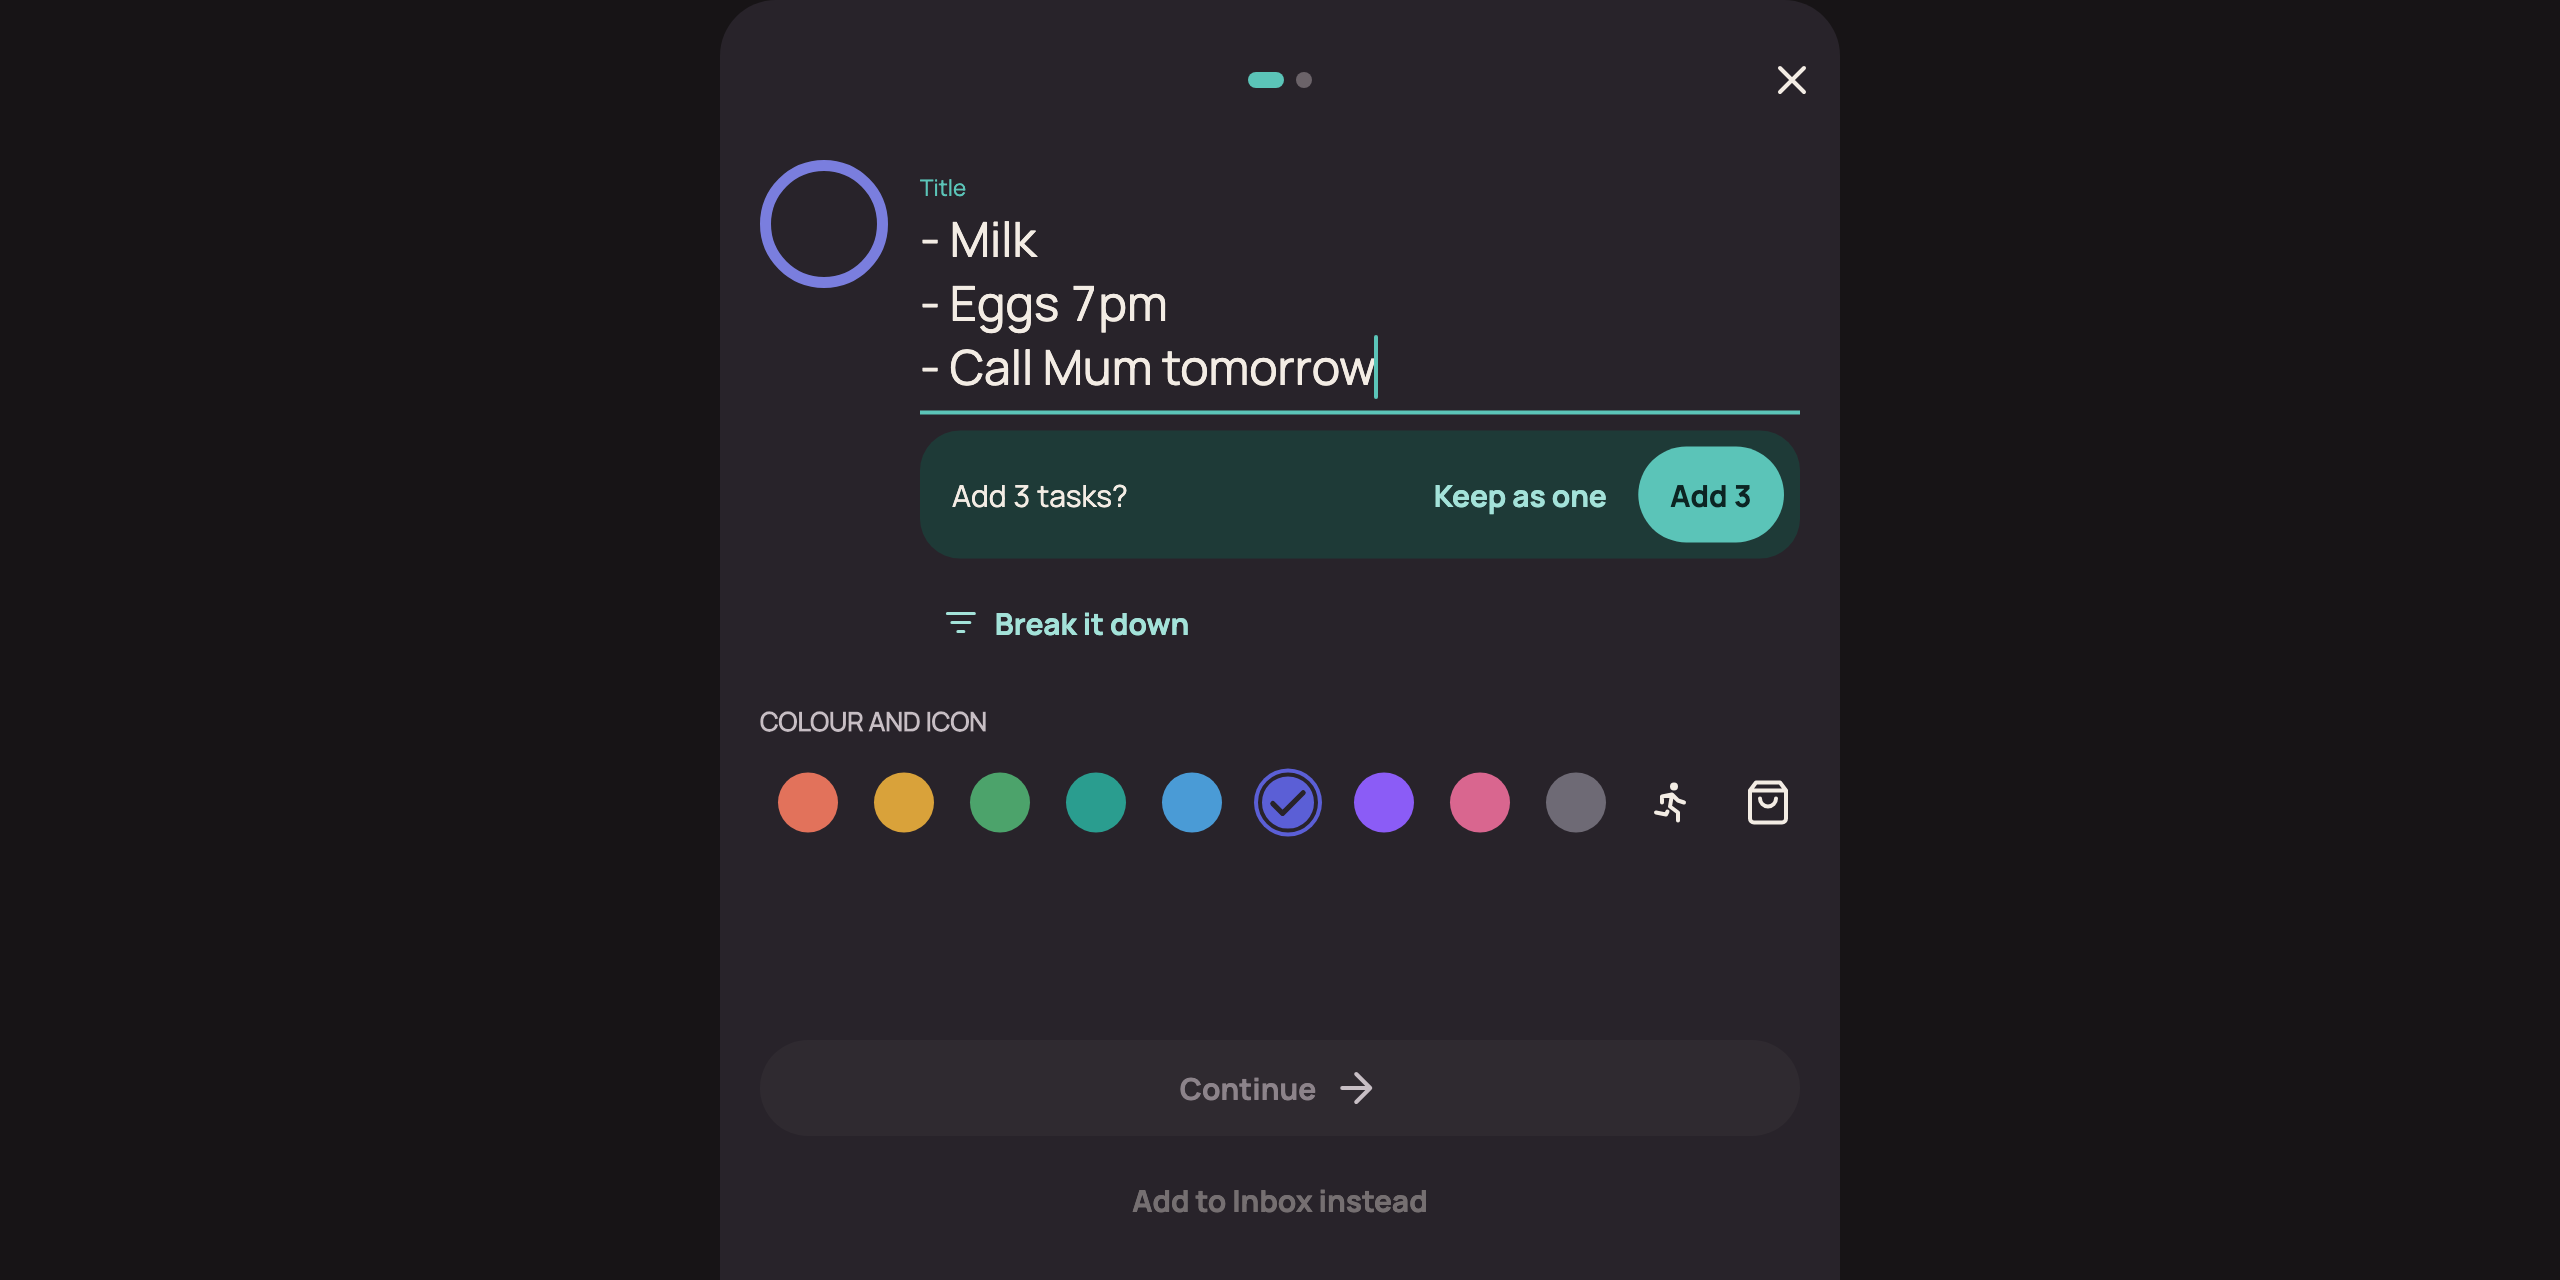 Title
- Milk
- Eggs 7pm
- Call Mum tomorrow
Add 3 tasks? Keep as one Add 3
Break it down
COLOUR AND ICON
Continue
Add to Inbox instead